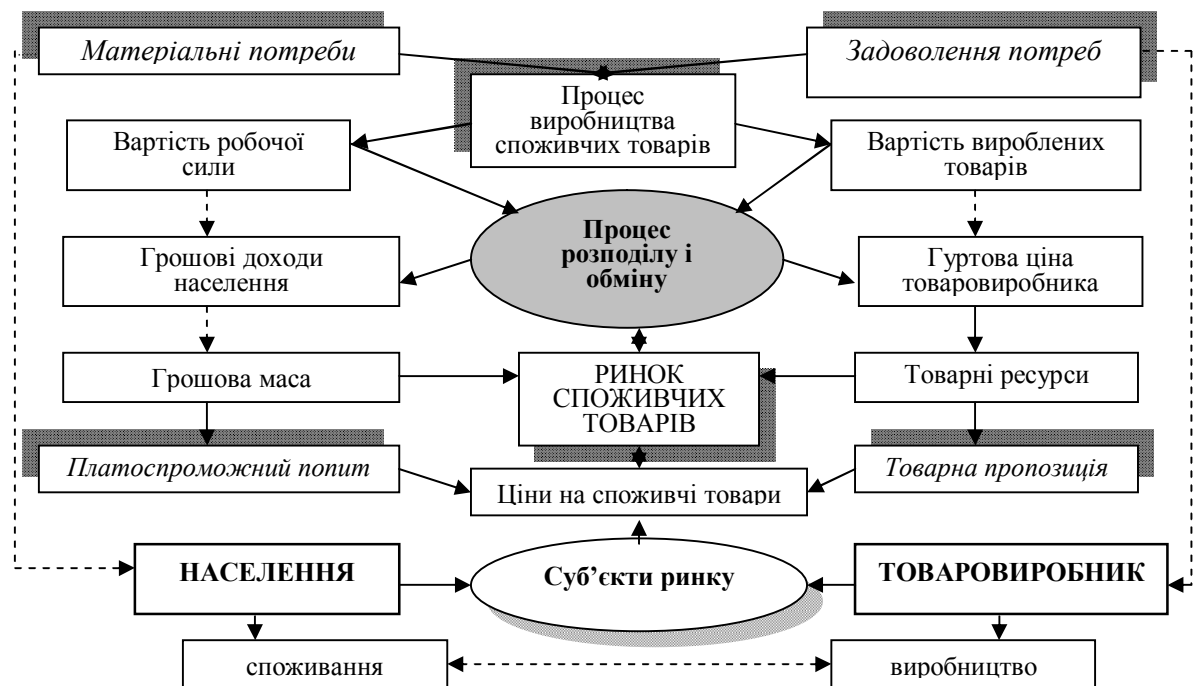 Матеріальні потреби
Задоволення потреб
Процес
виробництва
споживчих товарів
Вартість робочої
сили
Вартість вироблених
товарів
Процес
розподілу і
обміну
Грошові доходи
населення
Гуртова ціна
товаровиробника
Грошова маса
РИНОК
СПОЖИВЧИХ
ТОВАРІВ
Товарні ресурси
Платоспроможний попит
Ціни на споживчі товари
Товарна пропозиція
НАСЕЛЕННЯ
Суб’єкти ринку
ТОВАРОВИРОБНИК
споживання
виробництво